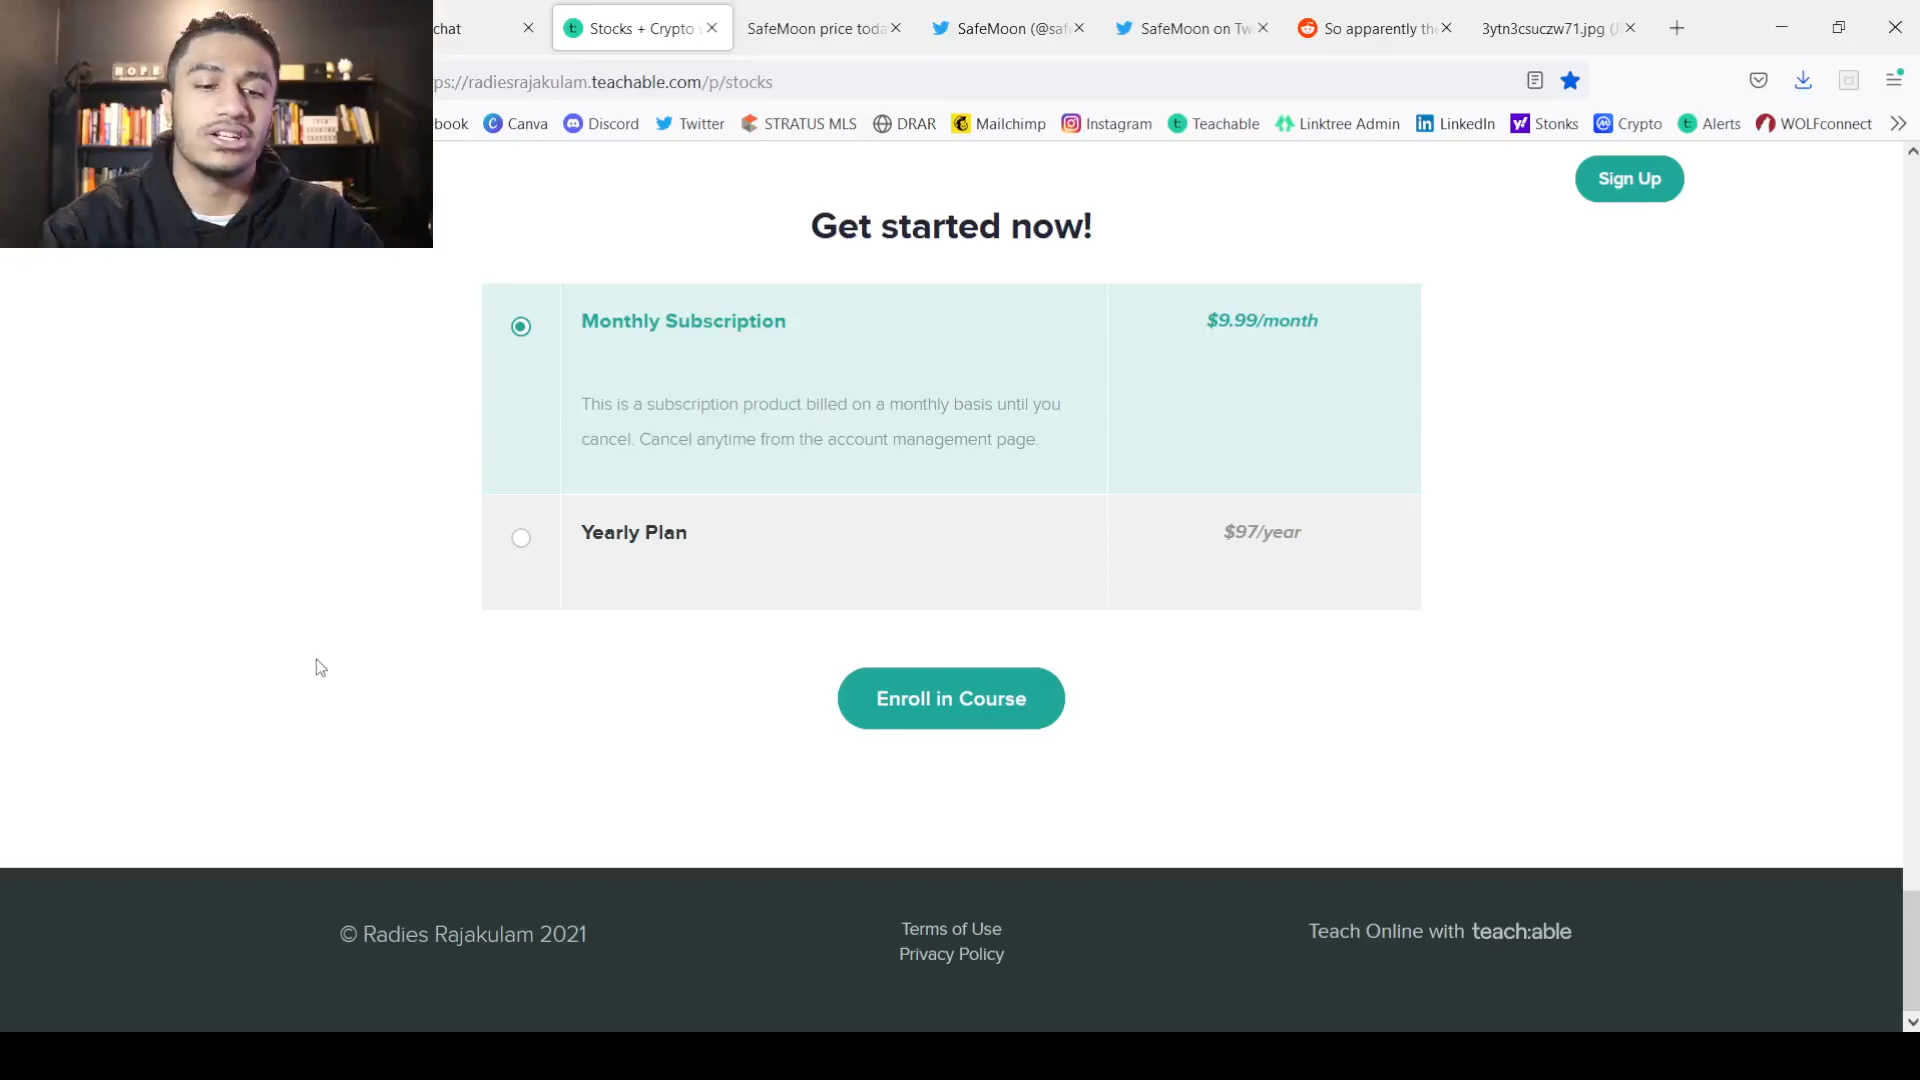 chat
Stocks + Crypto
SafeMoon price toda
SafeMoon (@saf
SafeMoon on Tw
So apparently the
3ytn3csuczw71.jpg (J
ps://radiesrajakulam.teachable.com/p/stocks
book
Canva
Discord
Twitter
STRATUS MLS
DRAR
Mailchimp
Instagram
Teachable
Linktree Admin
LinkedIn
Stonks
Crypto
Alerts
WOLFconnect
HOPE
Sign Up
Get started now!
Monthly Subscription
$9.99/month
This is a subscription product billed on a monthly basis until you
cancel. Cancel anytime from the account management page.
Yearly Plan
$97/year
Enroll in Course
© Radies Rajakulam 2021
Terms of Use
Privacy Policy
Teach Online with teach:able